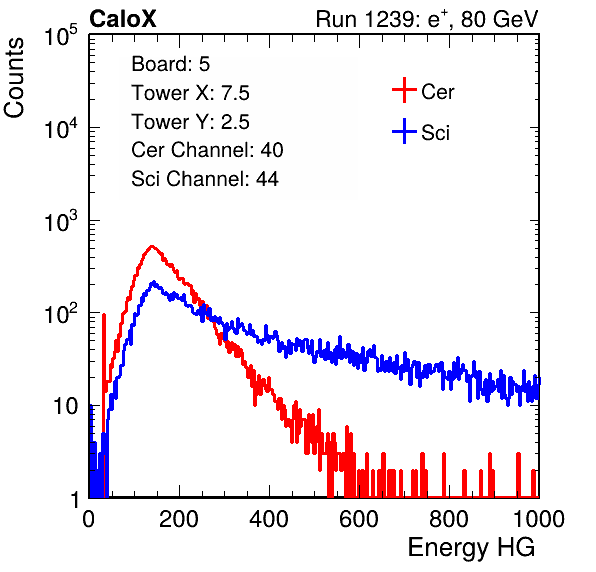 CaloX Run 1239: e+, 80 GeV
Counts
Board: 5
Tower X: 7.5
Tower Y: 2.5
Cer Channel: 40
Sci Channel: 44
Cer
Sci
10^5
10^4
10^3
10^2
10
1
0 200 400 600 800 1000
Energy HG